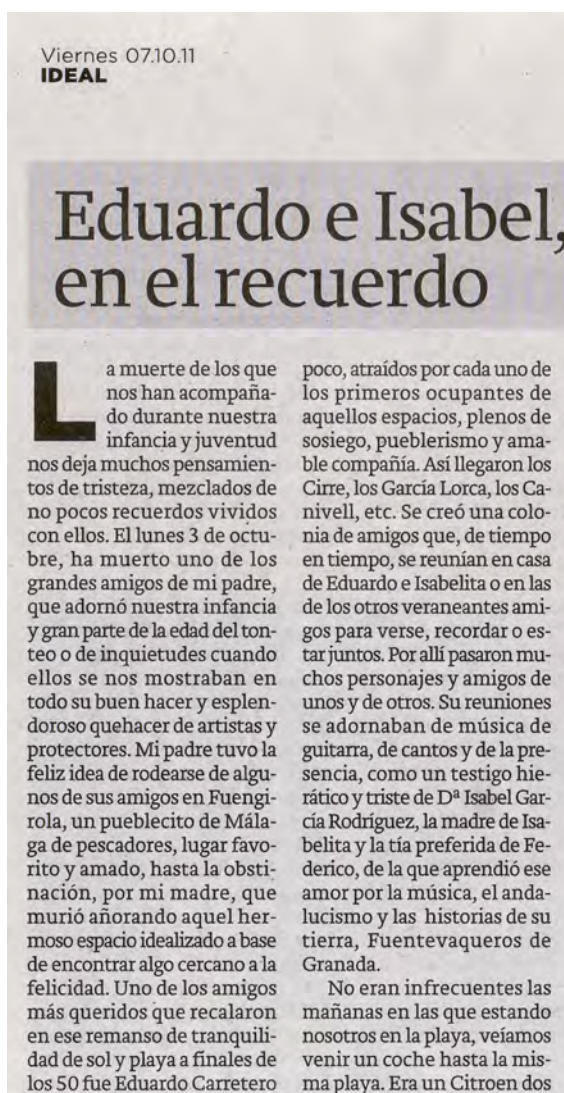 Viernes 07.10.11
IDEAL
Eduardo e Isabel,
en el recuerdo
La muerte de los que
nos han acompaña-
do durante nuestra
infancia y juventud
nos deja muchos pensamien-
tos de tristeza, mezclados de
no pocos recuerdos vividos
con ellos. El lunes 3 de octu-
bre, ha muerto uno de los
grandes amigos de mi padre,
que adornó nuestra infancia
y gran parte de la edad del ton-
teo o de inquietudes cuando
ellos se nos mostraban en
todo su buen hacer y esplen-
doroso quehacer de artistas y
protectores. Mi padre tuvo la
feliz idea de rodearse de algu-
nos de sus amigos en Fuengi-
rola, un pueblecito de Mála-
ga de pescadores, lugar favo-
rito y amado, hasta la obsti-
nación, por mi madre, que
murió añorando aquel her-
moso espacio idealizado a base
de encontrar algo cercano a la
felicidad. Uno de los amigos
más queridos que recalaron
en ese remanso de tranquili-
dad de sol y playa a finales de
los 50 fue Eduardo Carretero
poco, atraídos por cada uno de
los primeros ocupantes de
aquellos espacios, plenos de
sosiego, pueblerismo y ama-
ble compañía. Así llegaron los
Cirre, los García Lorca, los Ca-
nivell, etc. Se creó una colo-
nia de amigos que, de tiempo
en tiempo, se reunían en casa
de Eduardo e Isabelita o en las
de los otros veraneantes ami-
gos para verse, recordar o es-
tar juntos. Por allí pasaron mu-
chos personajes y amigos de
unos y de otros. Su reuniones
se adornaban de música de
guitarra, de cantos y de la pre-
sencia, como un testigo hie-
rático y triste de Dª Isabel Gar-
cía Rodríguez, la madre de Isa-
belita y la tía preferida de Fe-
derico, de la que aprendió ese
amor por la música, el anda-
lucismo y las historias de su
tierra, Fuentevaqueros de
Granada.
No eran infrecuentes las
mañanas en las que estando
nosotros en la playa, veíamos
venir un coche hasta la mis-
ma playa. Era un Citroen dos